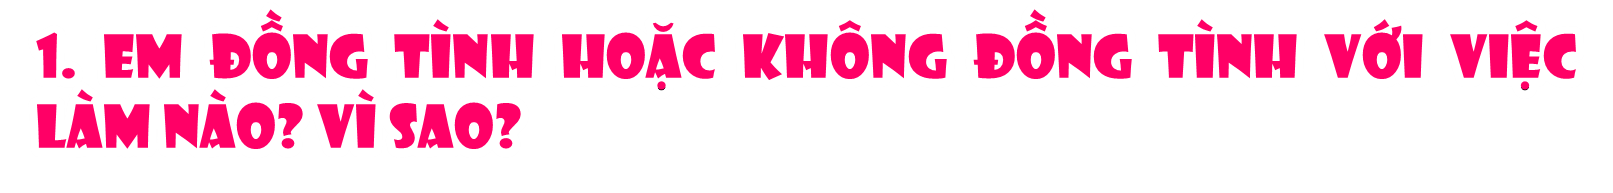 1. EM ĐỒNG TÌNH HOẶC KHÔNG ĐỒNG TÌNH VỚI VIỆC
LÀM NÀO? VÌ SAO?